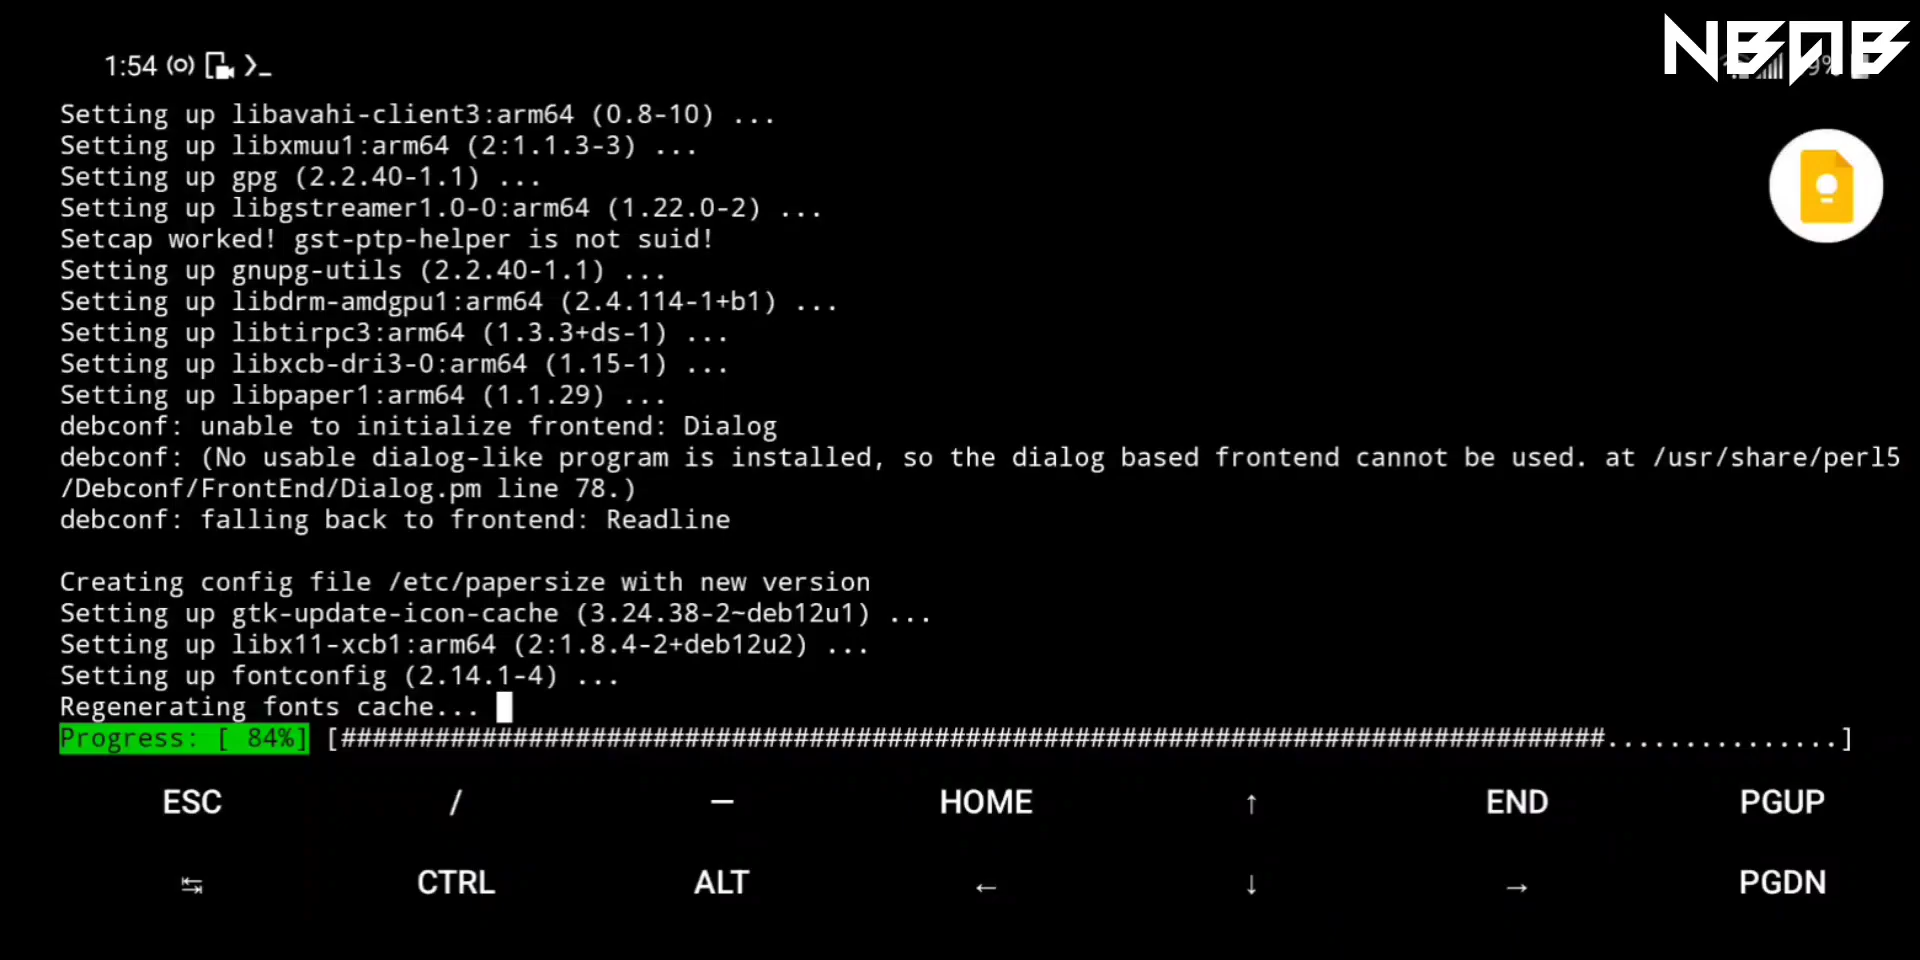 1:54
NBAB
Setting up libavahi-client3:arm64 (0.8-10) ...
Setting up libxmuu1:arm64 (2:1.1.3-3) ...
Setting up gpg (2.2.40-1.1) ...
Setting up libgstreamer1.0-0:arm64 (1.22.0-2) ...
Setcap worked! gst-ptp-helper is not suid!
Setting up gnupg-utils (2.2.40-1.1) ...
Setting up libdrm-amdgpu1:arm64 (2.4.114-1+b1) ...
Setting up libtirpc3:arm64 (1.3.3+ds-1) ...
Setting up libxcb-dri3-0:arm64 (1.15-1) ...
Setting up libpaper1:arm64 (1.1.29) ...
debconf: unable to initialize frontend: Dialog
debconf: (No usable dialog-like program is installed, so the dialog based frontend cannot be used. at /usr/share/perl5
/Debconf/FrontEnd/Dialog.pm line 78.)
debconf: falling back to frontend: Readline
Creating config file /etc/papersize with new version
Setting up gtk-update-icon-cache (3.24.38-2~deb12u1) ...
Setting up libx11-xcb1:arm64 (2:1.8.4-2+deb12u2) ...
Setting up fontconfig (2.14.1-4) ...
Regenerating fonts cache...
Progress: [ 84%] [#################################################################################...............]
ESC / — HOME ↑ END PGUP
↹ CTRL ALT ← ↓ → PGDN